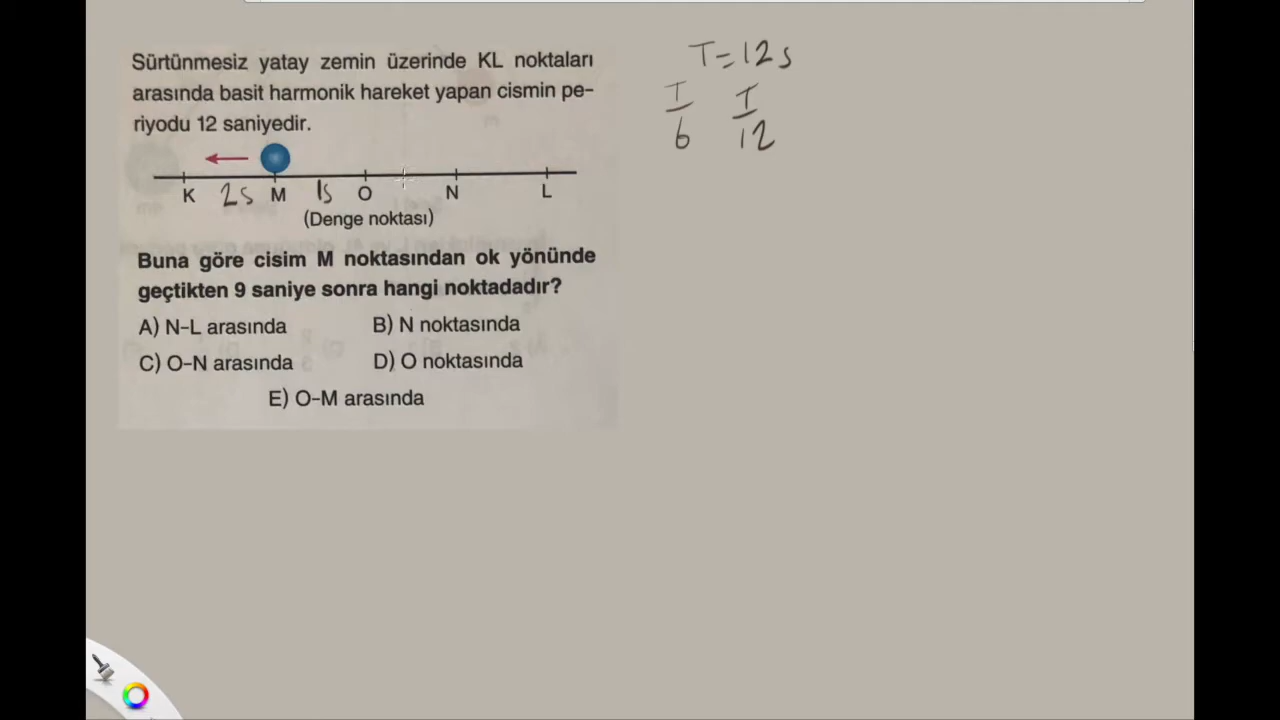 Sürtünmesiz yatay zemin üzerinde KL noktaları
arasında basit harmonik hareket yapan cismin pe-
riyodu 12 saniyedir.
K 2s M 1s O N L
(Denge noktası)
Buna göre cisim M noktasından ok yönünde
geçtikten 9 saniye sonra hangi noktadadır?
A) N-L arasında B) N noktasında
C) O-N arasında D) O noktasında
E) O-M arasında
T=12s
T/6 T/12